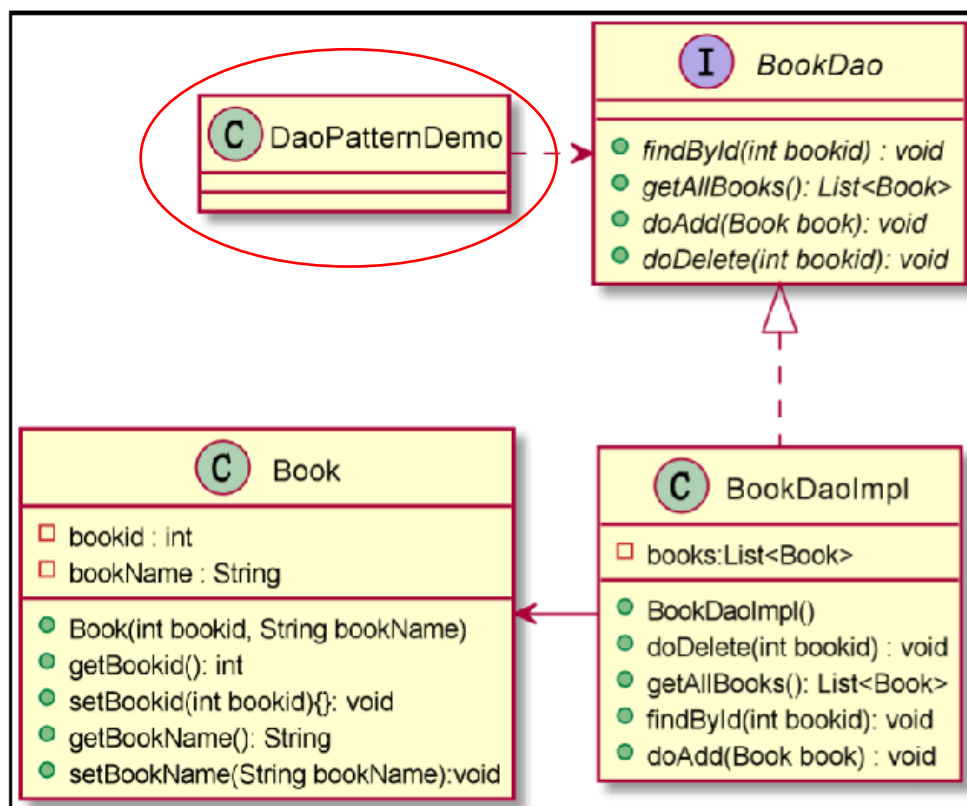 I BookDao
findById(int bookid) : void
getAllBooks(): List<Book>
doAdd(Book book): void
doDelete(int bookid): void
C DaoPatternDemo
C Book
bookid : int
bookName : String
Book(int bookid, String bookName)
getBookid(): int
setBookid(int bookid){}: void
getBookName(): String
setBookName(String bookName):void
C BookDaoImpl
books:List<Book>
BookDaoImpl()
doDelete(int bookid) : void
getAllBooks(): List<Book>
findById(int bookid): void
doAdd(Book book) : void